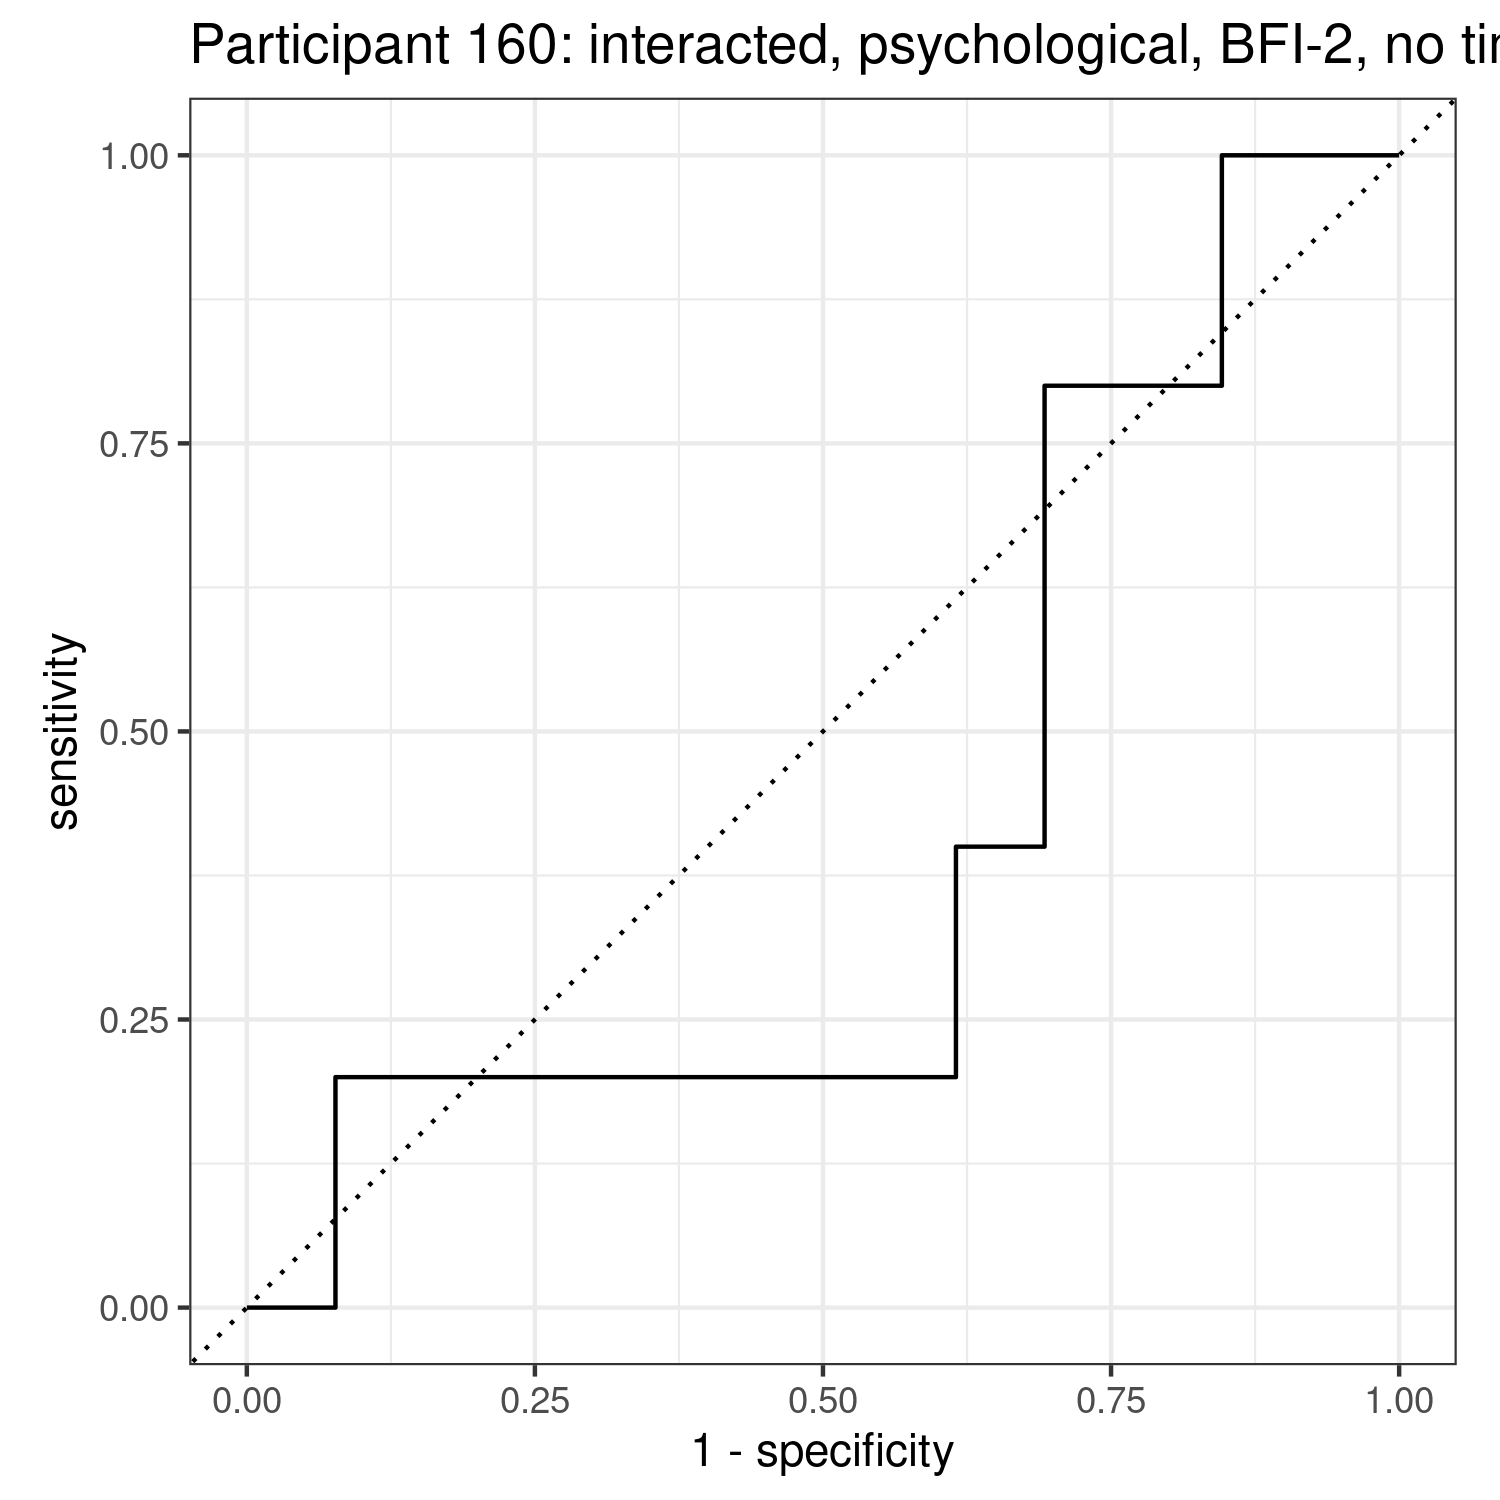 Participant 160: interacted, psychological, BFI-2, no
1.00
0.75
0.50
0.25
0.00
sensitivity
0.00 0.25 0.50 0.75 1.00
1 - specificity